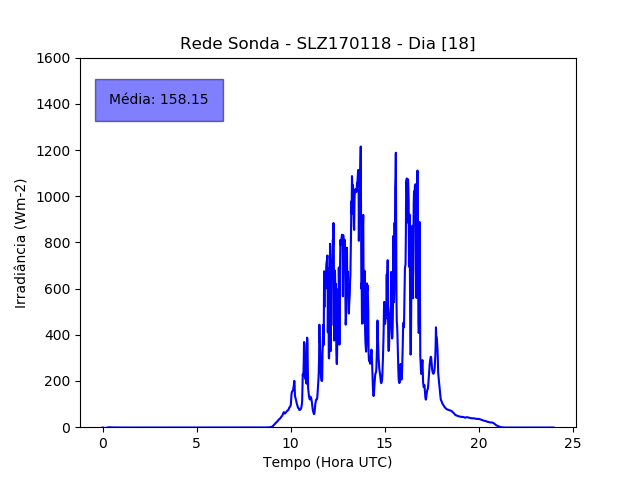 Rede Sonda - SLZ170118 - Dia [18]
1600
1400
1200
1000
800
600
400
200
0
Média: 158.15
Irradiância (Wm-2)
0 5 10 15 20 25
Tempo (Hora UTC)